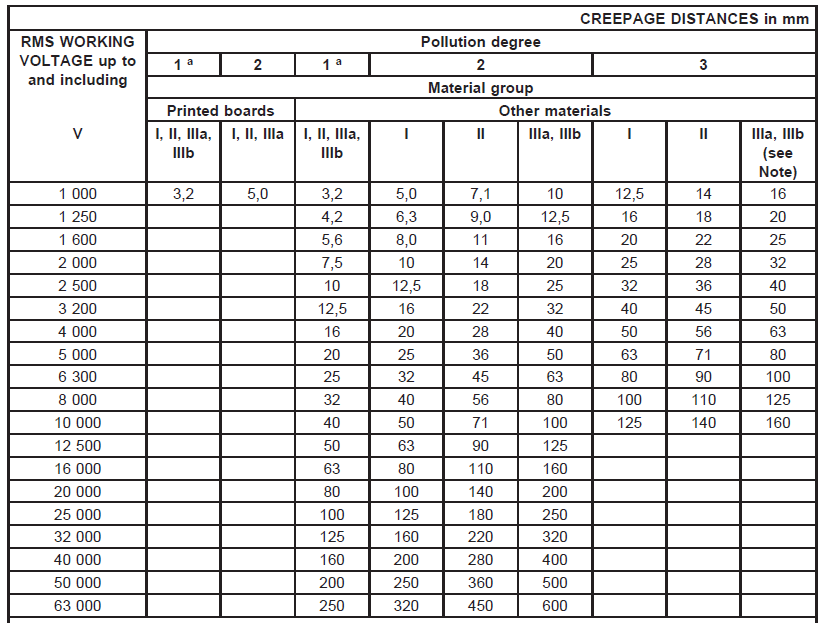 CREEPAGE DISTANCES in mm
RMS WORKING VOLTAGE up to and including
V
Pollution degree
1 a 2 1 a 2 3
Material group
Printed boards Other materials
I, II, IIIa, IIIb I, II, IIIa I, II, IIIa, IIIb I II IIIa, IIIb I II IIIa, IIIb (see Note)
1 000 3,2 5,0 3,2 5,0 7,1 10 12,5 14 16
1 250 4,2 6,3 9,0 12,5 16 18 20
1 600 5,6 8,0 11 16 20 22 25
2 000 7,5 10 14 20 25 28 32
2 500 10 12,5 18 25 32 36 40
3 200 12,5 16 22 32 40 45 50
4 000 16 20 28 40 50 56 63
5 000 20 25 36 50 63 71 80
6 300 25 32 45 63 80 90 100
8 000 32 40 56 80 100 110 125
10 000 40 50 71 100 125 140 160
12 500 50 63 90 125
16 000 63 80 110 160
20 000 80 100 140 200
25 000 100 125 180 250
32 000 125 160 220 320
40 000 160 200 280 400
50 000 200 250 360 500
63 000 250 320 450 600